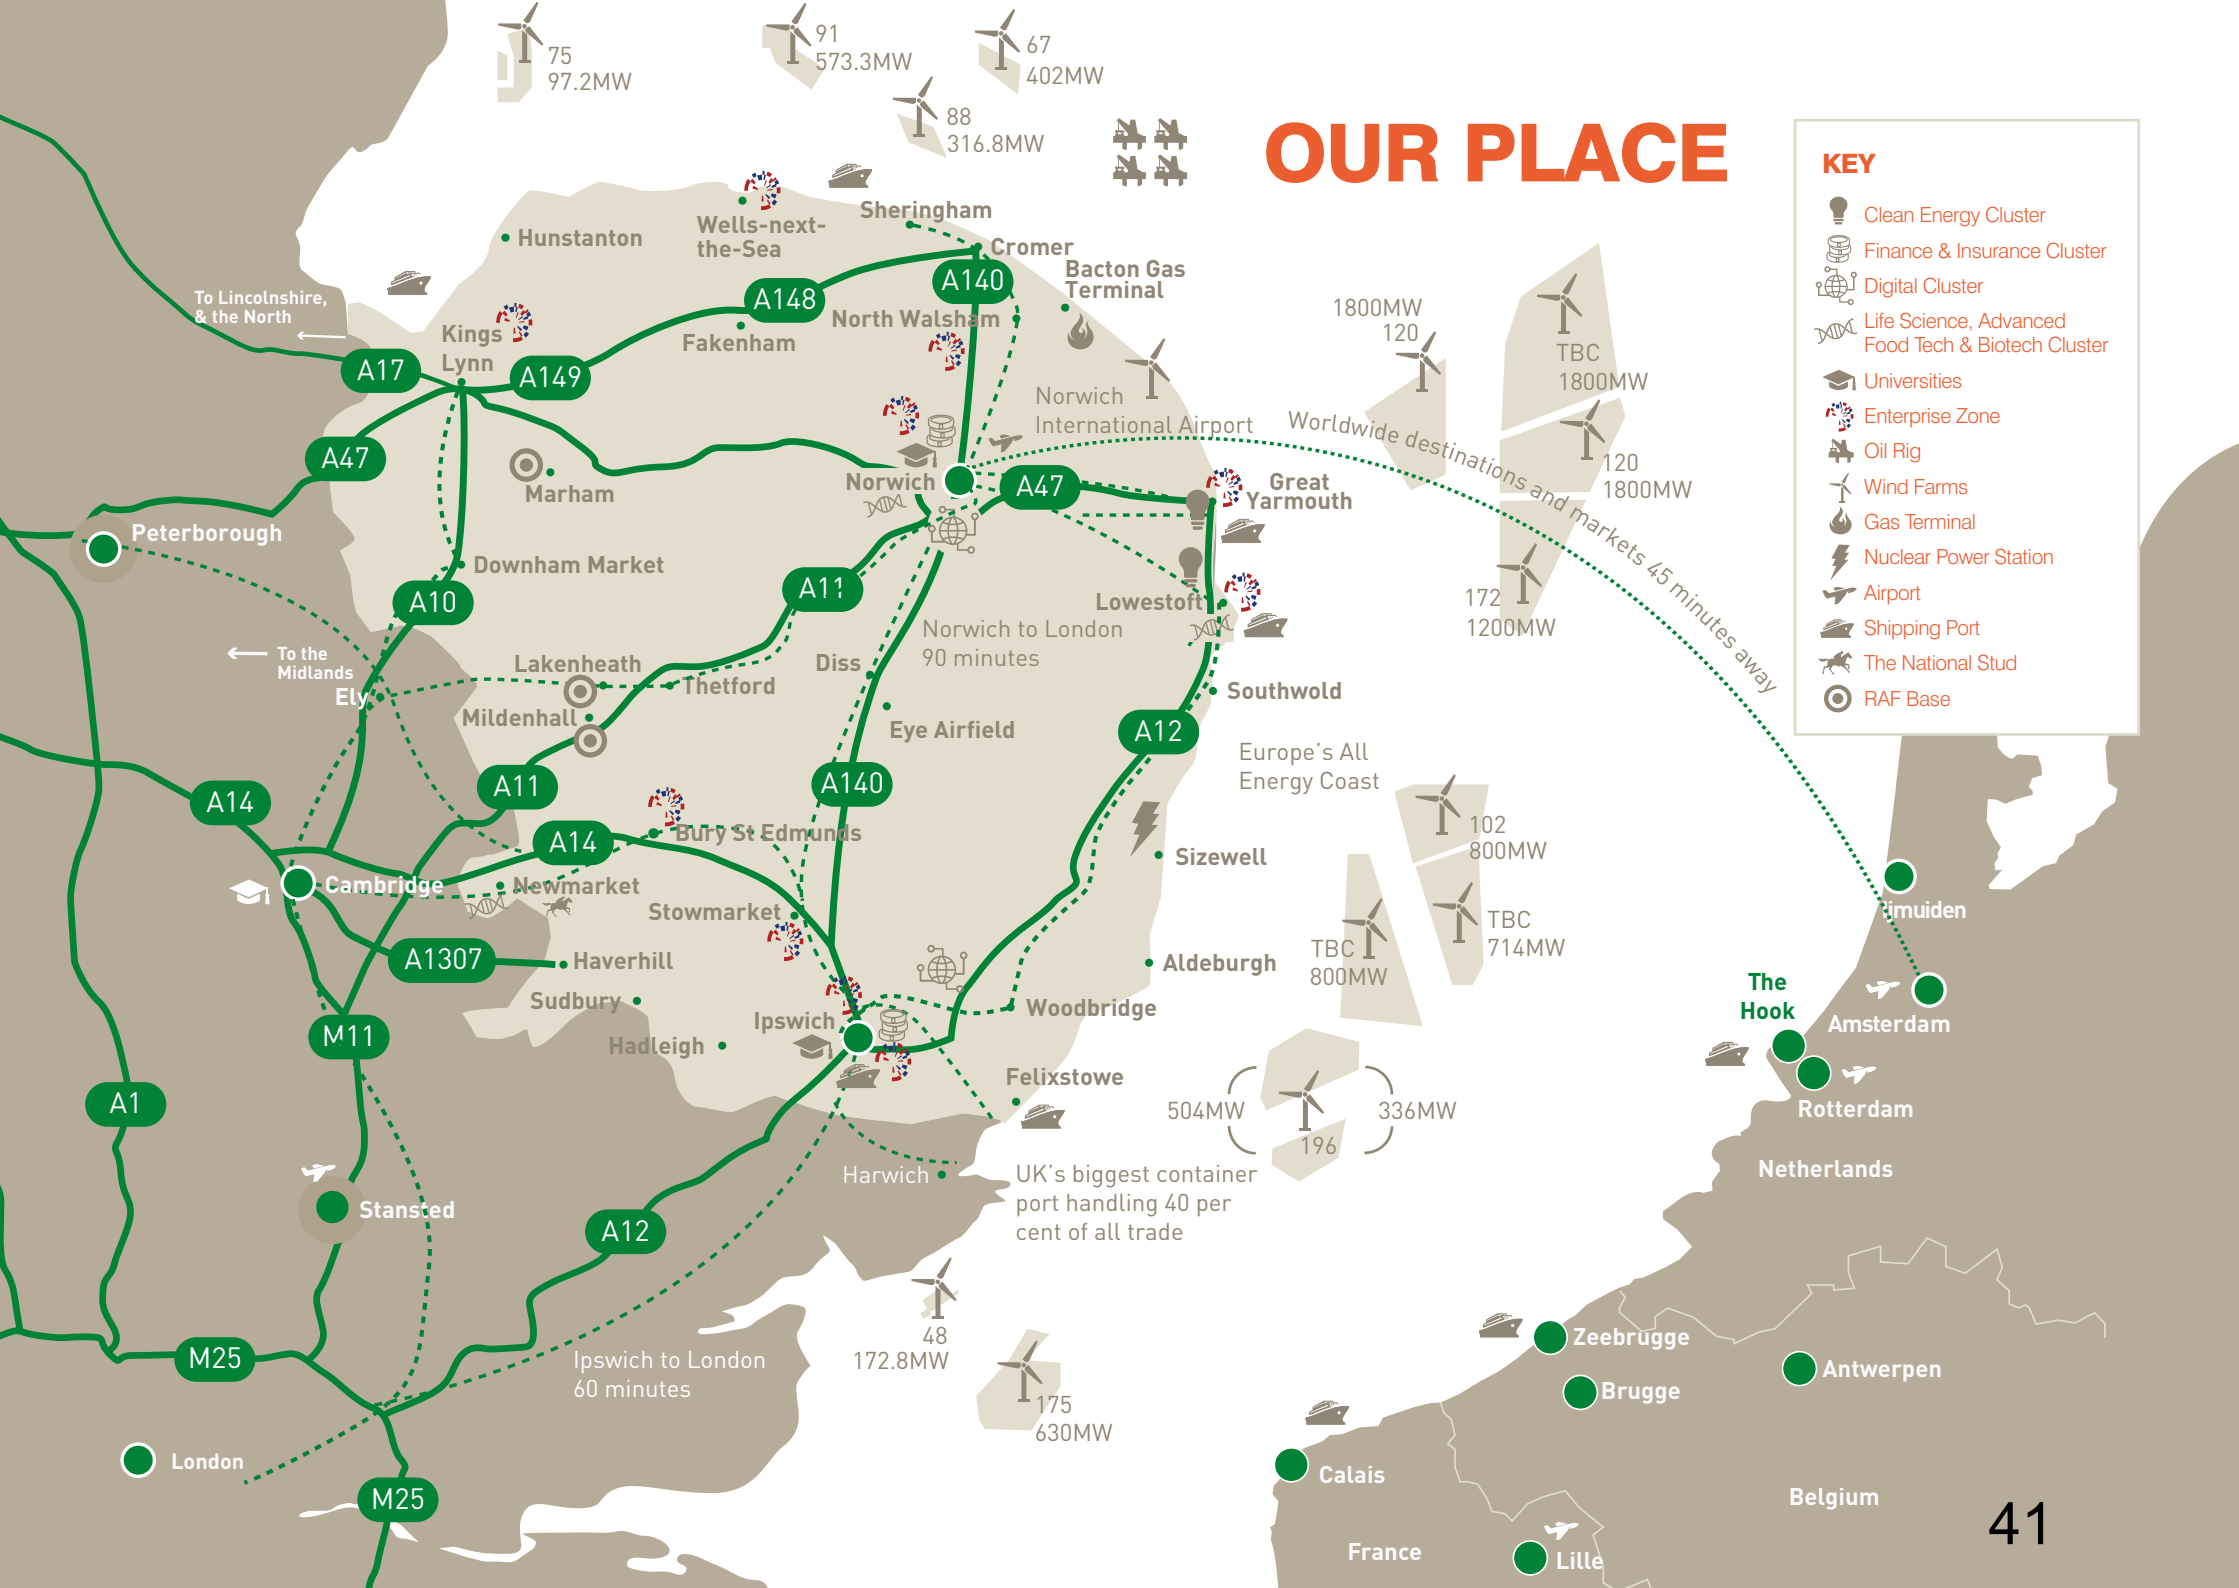 75
97.2MW
91
573.3MW
67
402MW
88
316.8MW
OUR PLACE
KEY
Clean Energy Cluster
Finance & Insurance Cluster
Digital Cluster
Life Science, Advanced
Food Tech & Biotech Cluster
Universities
Enterprise Zone
Oil Rig
Wind Farms
Gas Terminal
Nuclear Power Station
Airport
Shipping Port
The National Stud
RAF Base
Hunstanton
Wells-next-
the-Sea
Sheringham
Cromer
Bacton Gas
Terminal
A140
A148
North Walsham
Fakenham
To Lincolnshire,
& the North
Kings
Lynn
A17
A149
A47
Marham
Norwich
International Airport
Norwich
A47
Great
Yarmouth
Worldwide destinations and markets 45 minutes away
1800MW
120
TBC
1800MW
120
1800MW
172
1200MW
Peterborough
Downham Market
A10
A11
Lowestoft
Norwich to London
90 minutes
To the
Midlands
Ely
Lakenheath
Thetford
Mildenhall
Diss
Eye Airfield
Southwold
A12
Europe's All
Energy Coast
A14
A11
A140
A14
Bury St Edmunds
Sizewell
102
800MW
TBC
714MW
TBC
800MW
Cambridge
Newmarket
Stowmarket
A1307
Haverhill
Sudbury
Aldeburgh
Woodbridge
Ipswich
Hadleigh
M11
A1
Felixstowe
504MW
336MW
196
Harwich
UK's biggest container
port handling 40 per
cent of all trade
Stansted
A12
48
172.8MW
175
630MW
M25
Ipswich to London
60 minutes
London
M25
Ijmuiden
The
Hook
Amsterdam
Rotterdam
Netherlands
Zeebrugge
Brugge
Antwerpen
Calais
Belgium
France
Lille
41